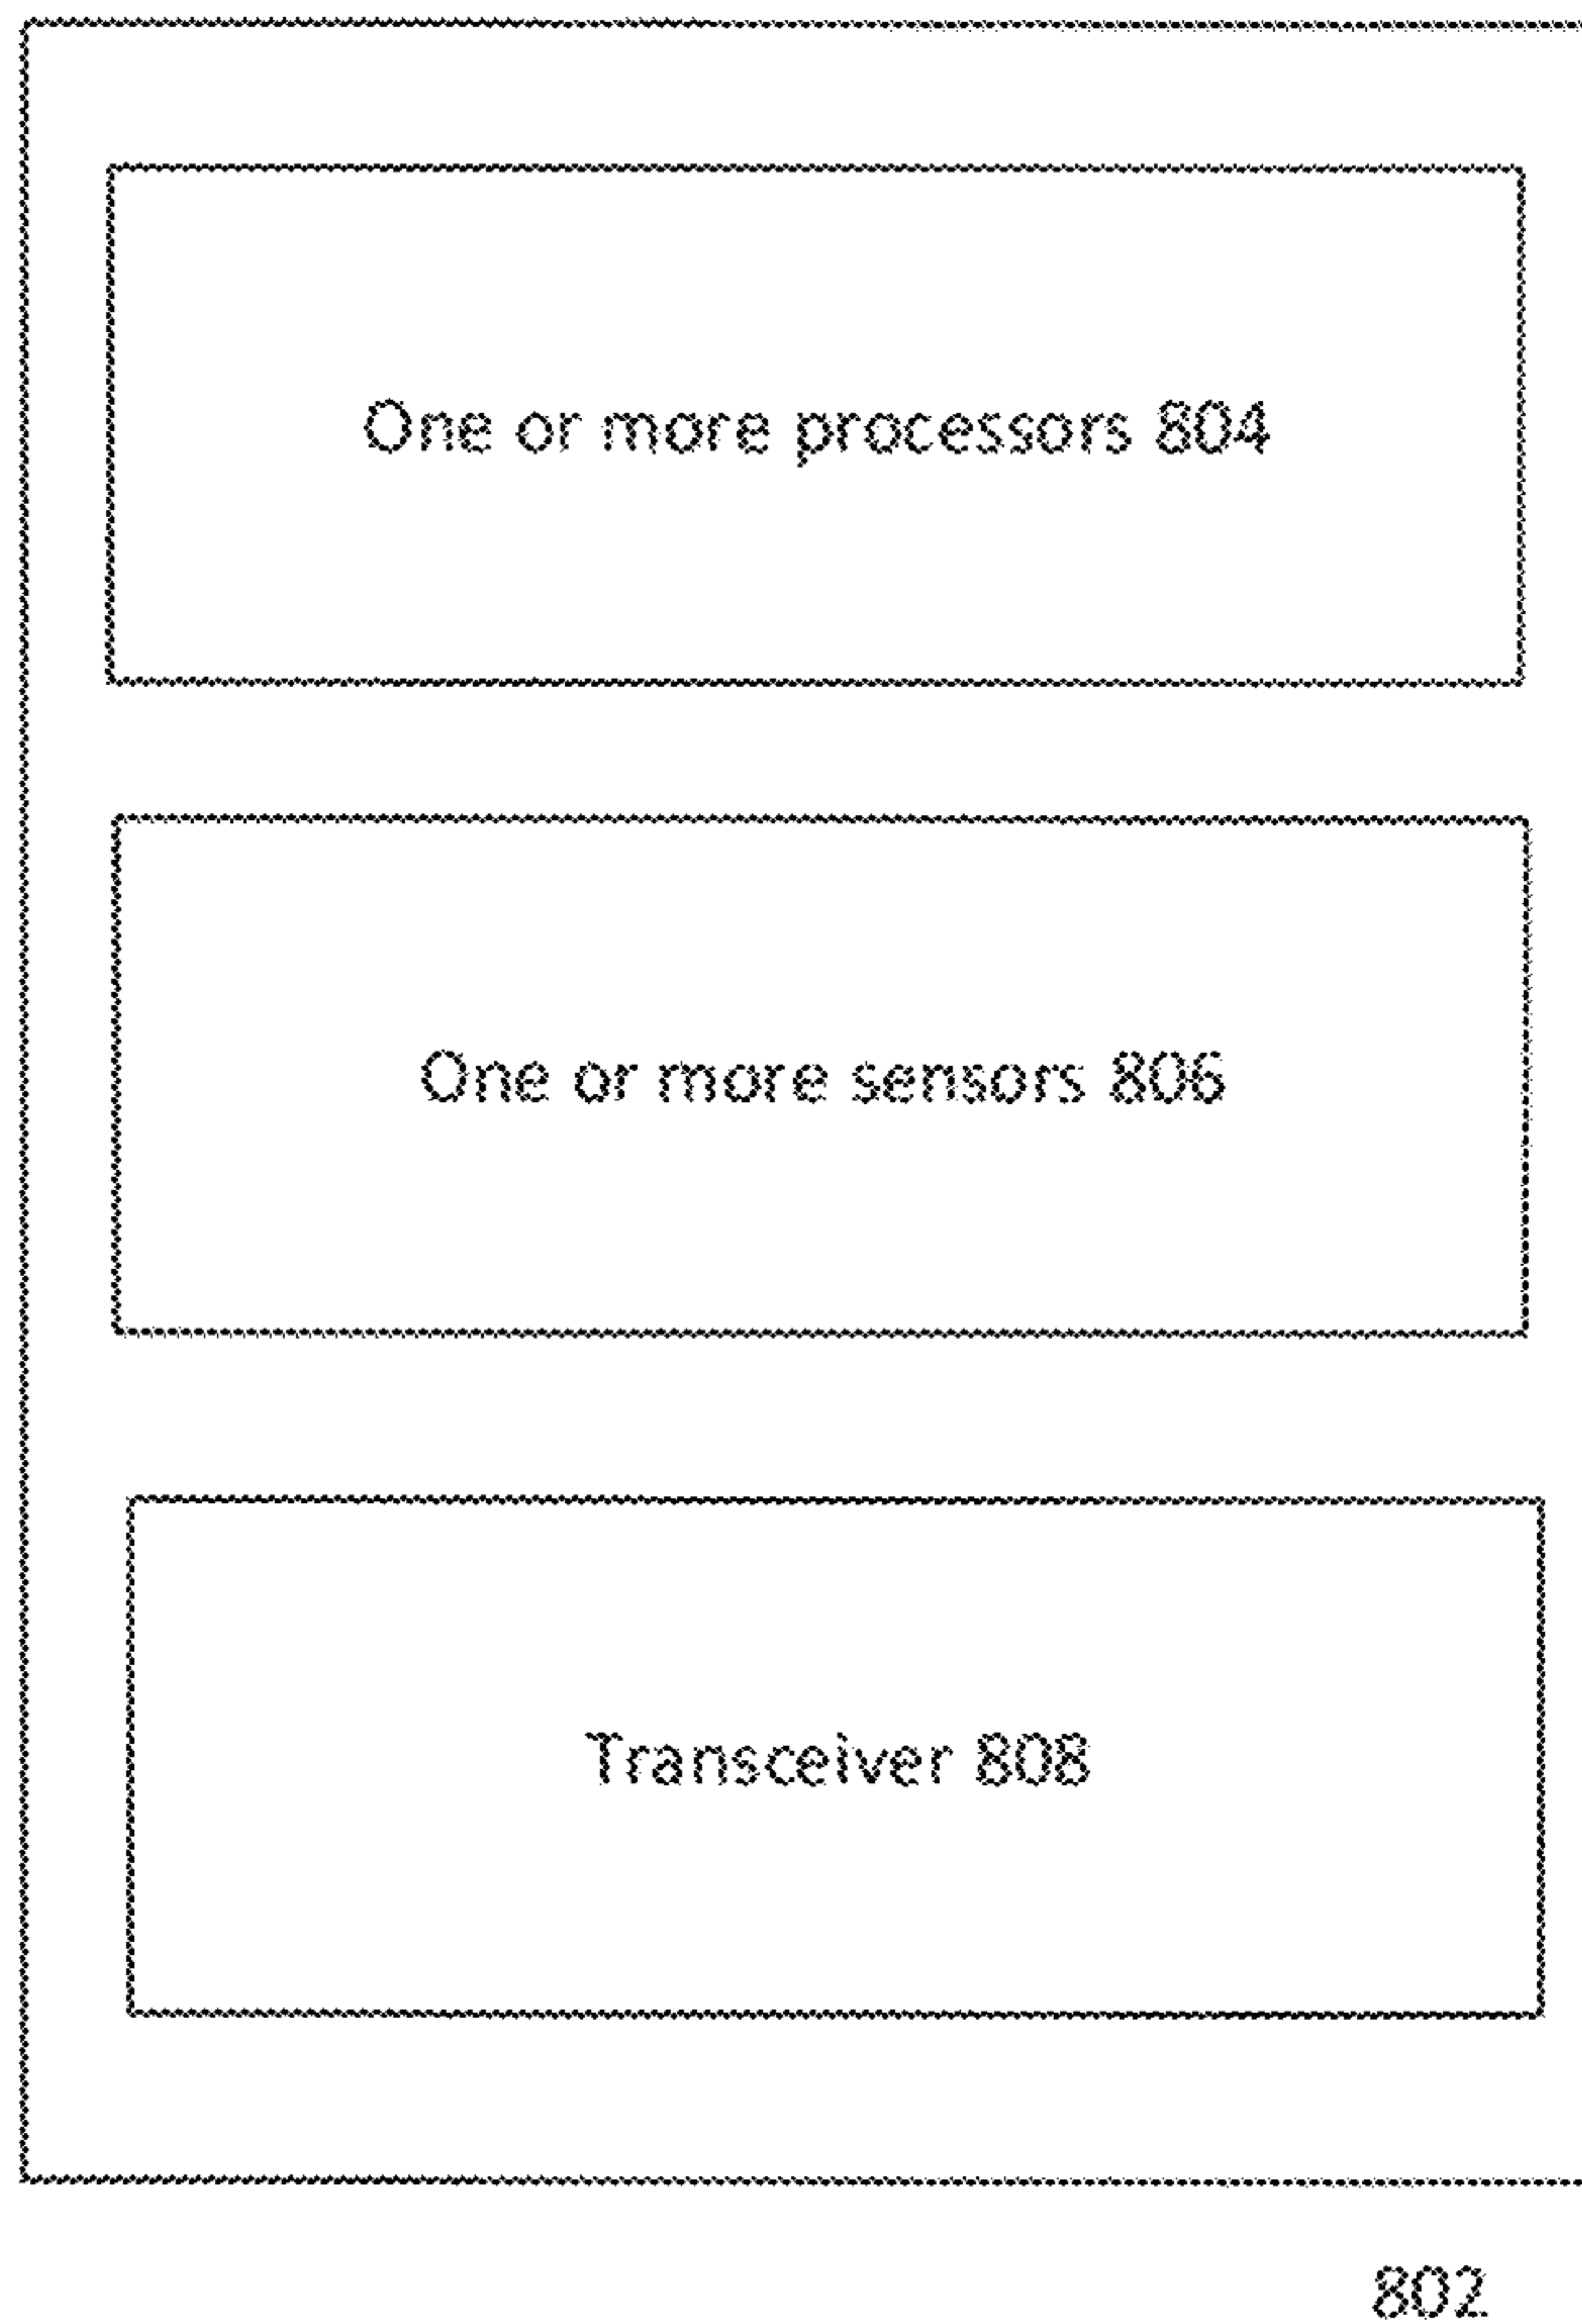 One or more processors 804
One or more sensors 806
Transceiver 808
802